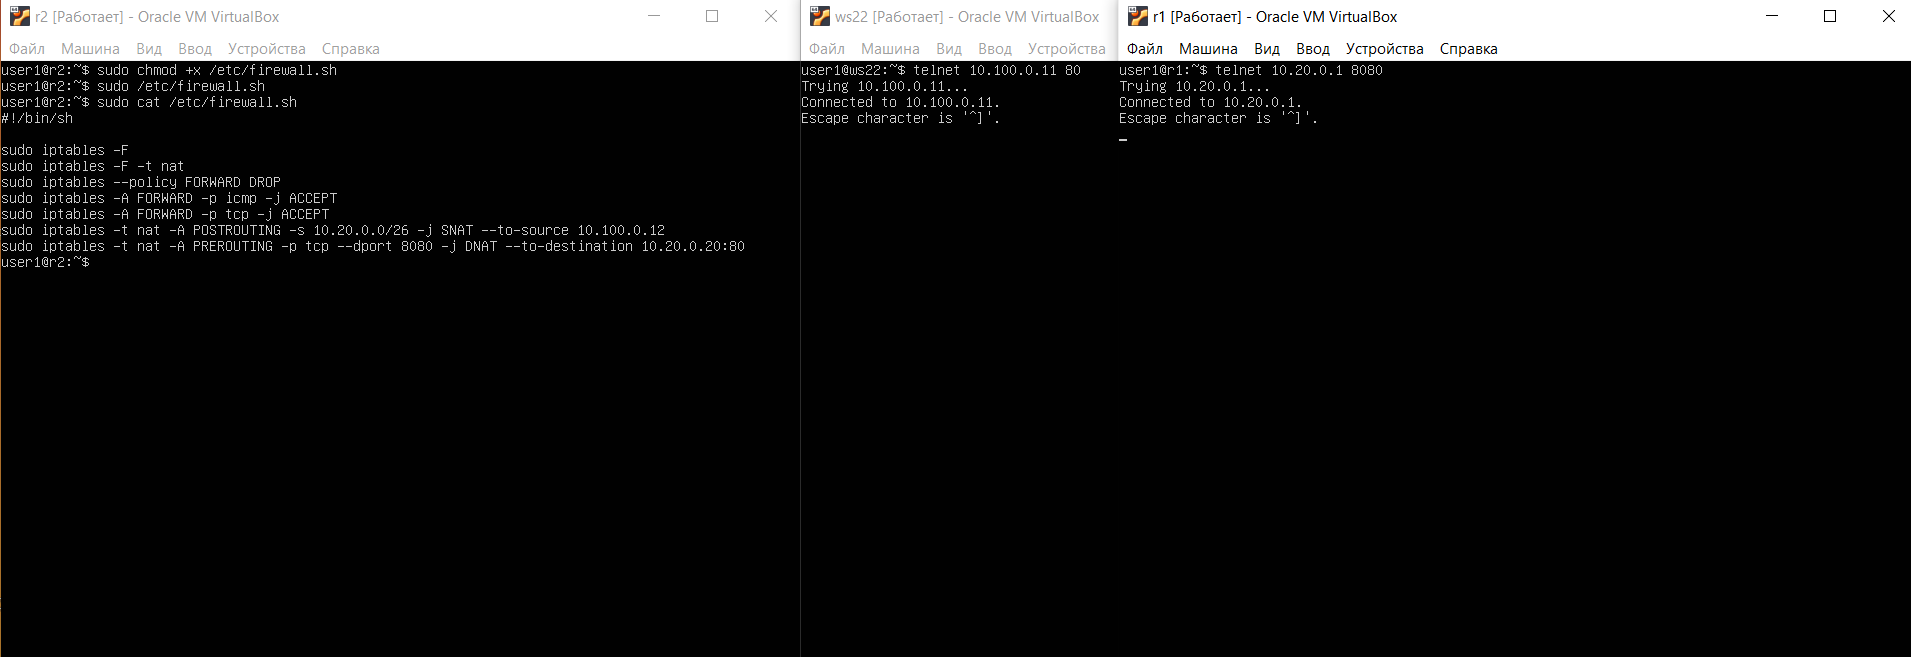 r2 [Работает] - Oracle VM VirtualBox
Файл Машина Вид Ввод Устройства Справка
user1@r2:~$ sudo chmod +x /etc/firewall.sh
user1@r2:~$ sudo /etc/firewall.sh
user1@r2:~$ sudo cat /etc/firewall.sh
#!/bin/sh
sudo iptables -F
sudo iptables -F -t nat
sudo iptables --policy FORWARD DROP
sudo iptables -A FORWARD -p icmp -j ACCEPT
sudo iptables -A FORWARD -p tcp -j ACCEPT
sudo iptables -t nat -A POSTROUTING -s 10.20.0.0/26 -j SNAT --to-source 10.100.0.12
sudo iptables -t nat -A PREROUTING -p tcp --dport 8080 -j DNAT --to-destination 10.20.0.20:80
user1@r2:~$
ws22 [Работает] - Oracle VM VirtualBox
Файл Машина Вид Ввод Устройства
user1@ws22:~$ telnet 10.100.0.11 80
Trying 10.100.0.11...
Connected to 10.100.0.11.
Escape character is '^]'.
r1 [Работает] - Oracle VM VirtualBox
Файл Машина Вид Ввод Устройства Справка
user1@r1:~$ telnet 10.20.0.1 8080
Trying 10.20.0.1...
Connected to 10.20.0.1.
Escape character is '^]'.